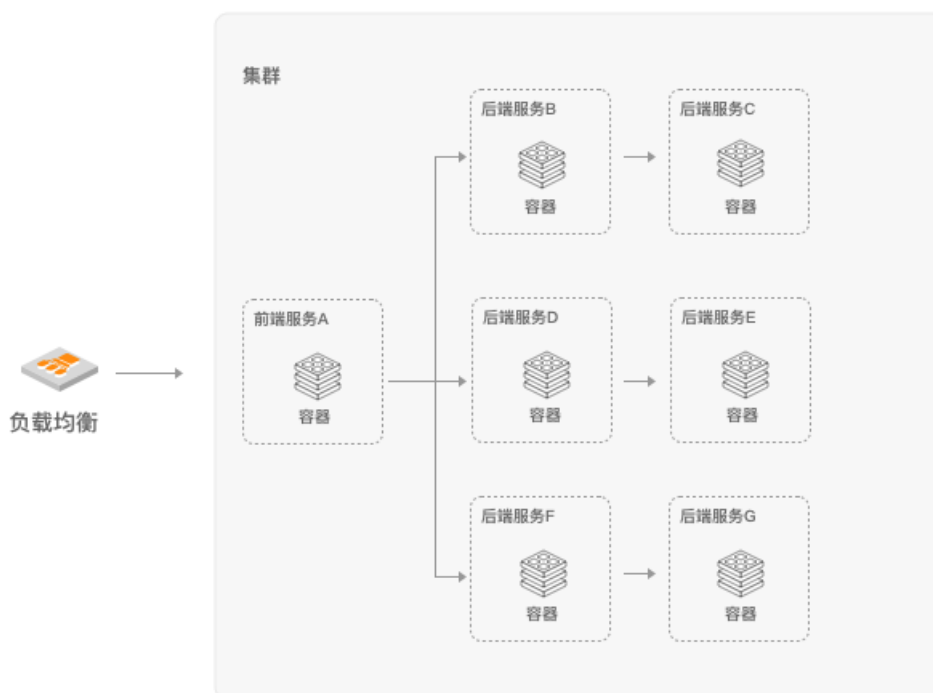 集群
后端服务B
容器
后端服务C
容器
前端服务A
容器
后端服务D
容器
后端服务E
容器
负载均衡
后端服务F
容器
后端服务G
容器